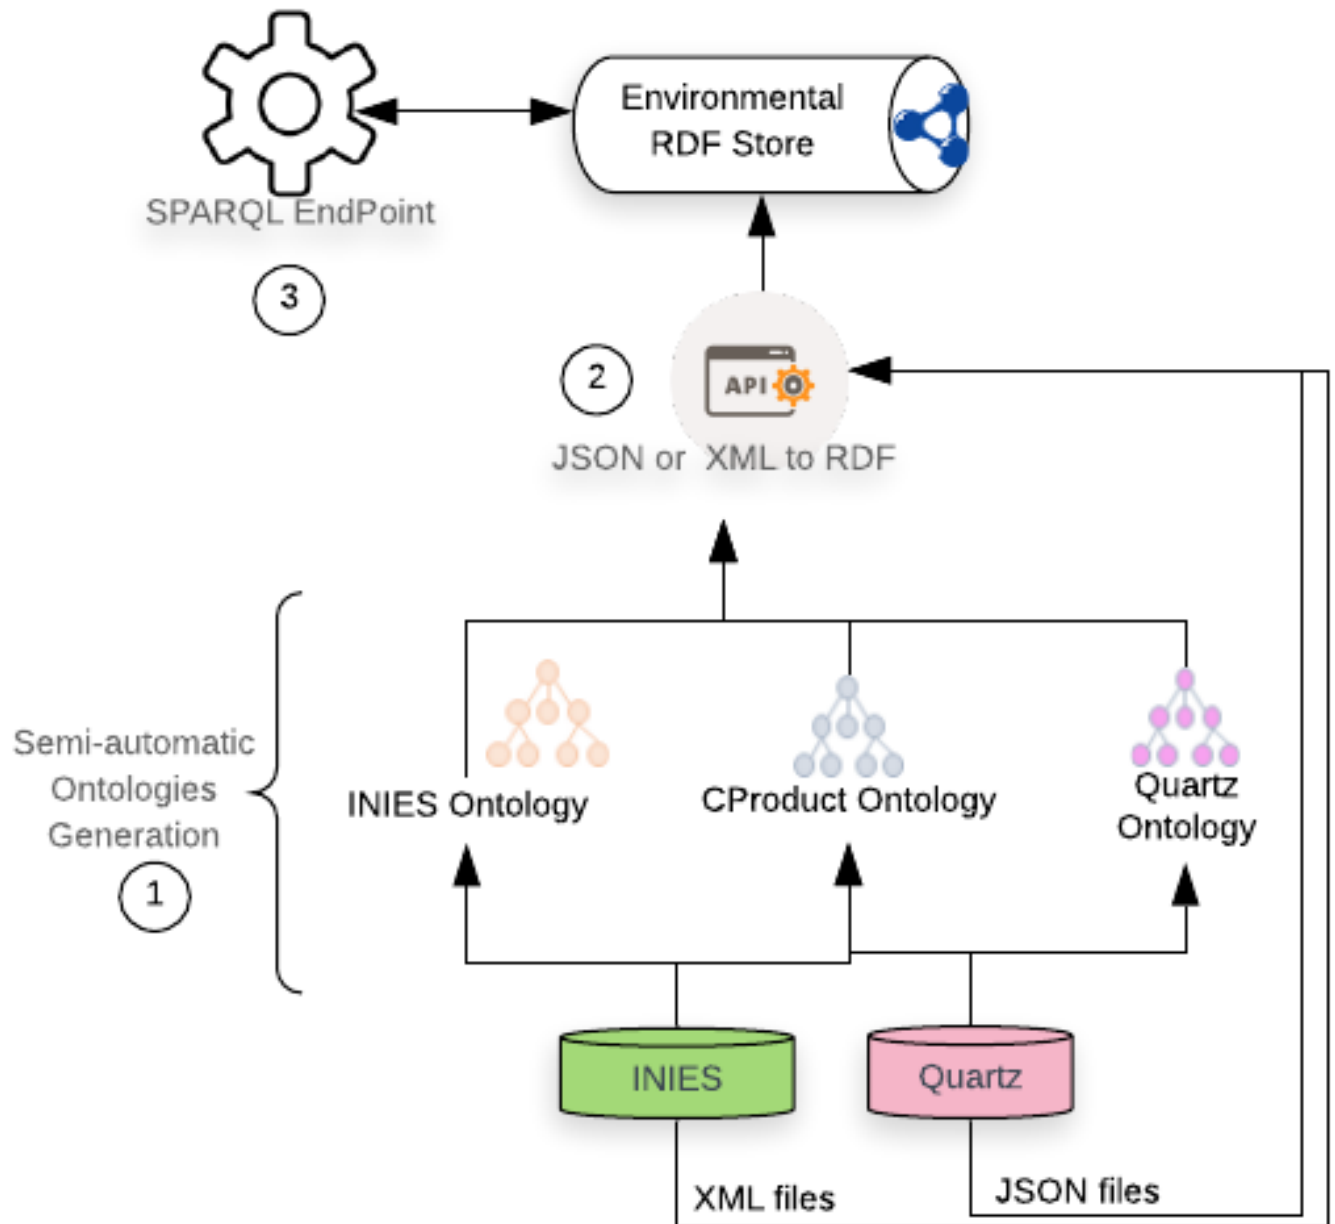 Environmental
RDF Store
SPARQL EndPoint
3
2
API
JSON or XML to RDF
Semi-automatic
Ontologies
Generation
1
INIES Ontology
CProduct Ontology
Quartz
Ontology
INIES
Quartz
XML files
JSON files